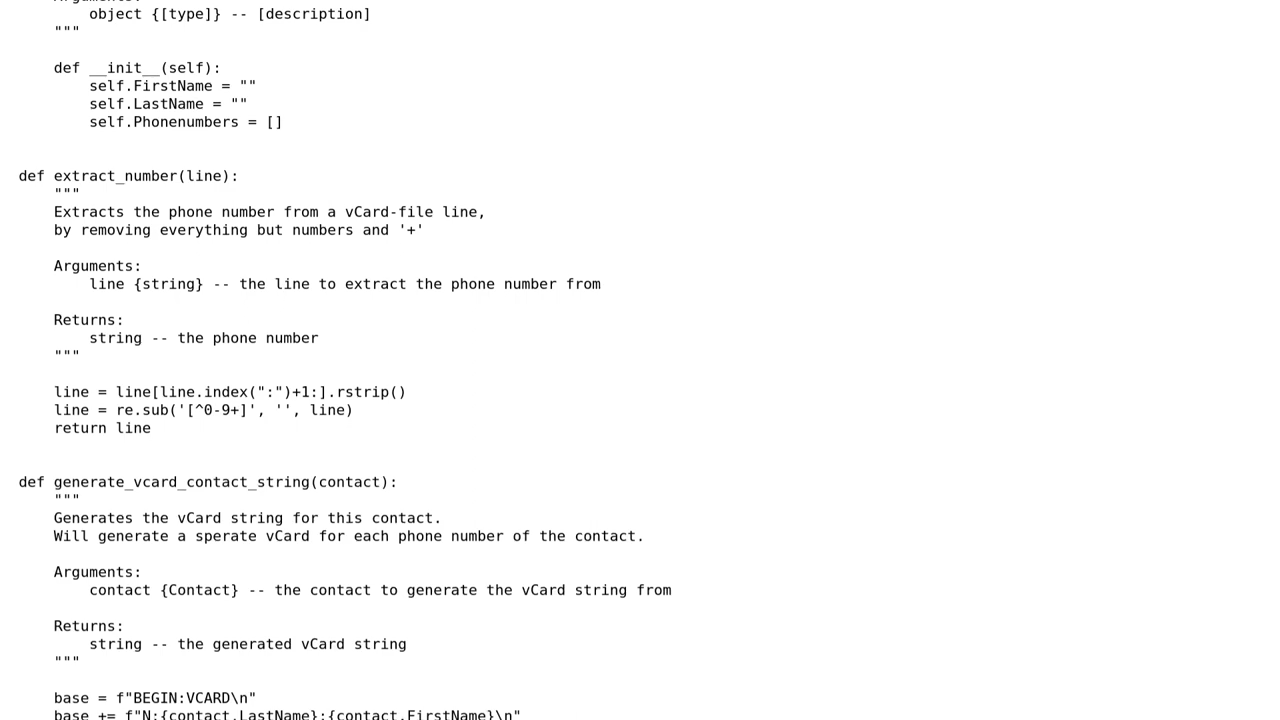 Arguments:
        object {[type]} -- [description]
    """

    def __init__(self):
        self.FirstName = ""
        self.LastName = ""
        self.Phonenumbers = []


def extract_number(line):
    """
    Extracts the phone number from a vCard-file line,
    by removing everything but numbers and '+'

    Arguments:
        line {string} -- the line to extract the phone number from

    Returns:
        string -- the phone number
    """

    line = line[line.index(":")+1:].rstrip()
    line = re.sub('[^0-9+]', '', line)
    return line


def generate_vcard_contact_string(contact):
    """
    Generates the vCard string for this contact.
    Will generate a sperate vCard for each phone number of the contact.

    Arguments:
        contact {Contact} -- the contact to generate the vCard string from

    Returns:
        string -- the generated vCard string
    """

    base = f"BEGIN:VCARD\n"
    base += f"N:{contact.LastName};{contact.FirstName}\n"